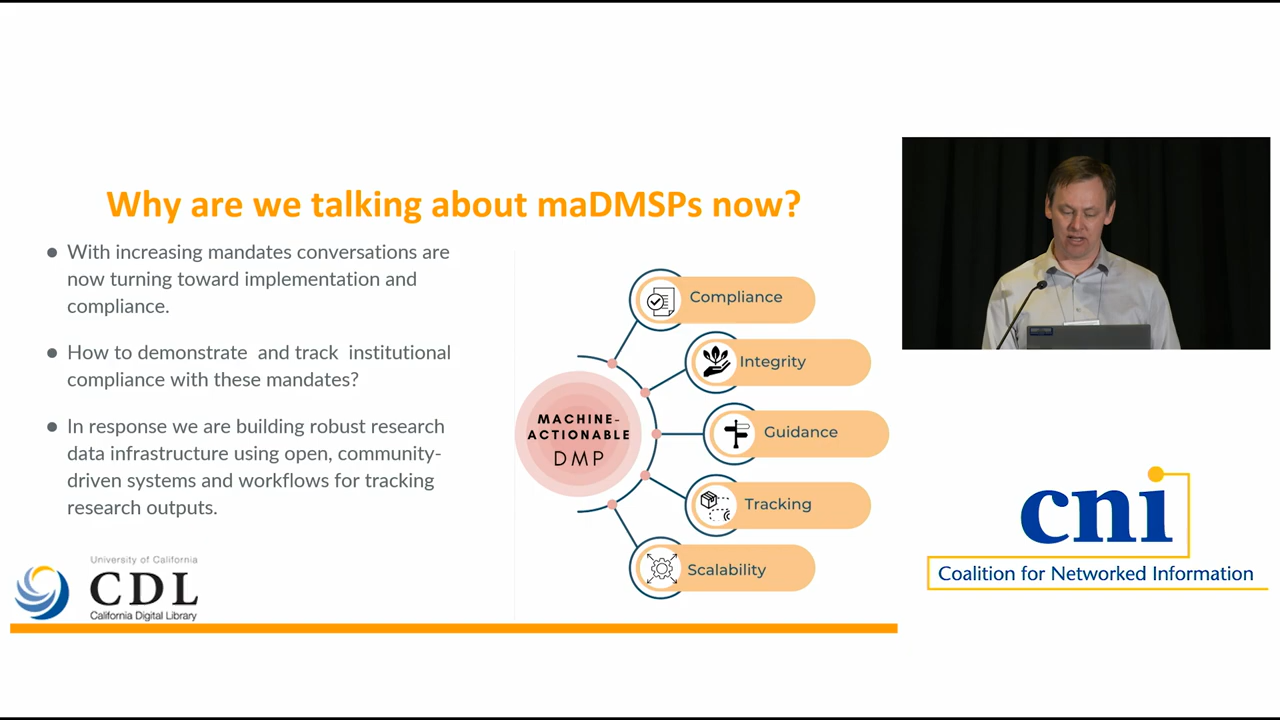 Why are we talking about maDMSPs now?
● With increasing mandates conversations are
now turning toward implementation and
compliance.
● How to demonstrate and track institutional
compliance with these mandates?
● In response we are building robust research
data infrastructure using open, community-
driven systems and workflows for tracking
research outputs.
MACHINE-
ACTIONABLE
DMP
Compliance
Integrity
Guidance
Tracking
Scalability
University of California
CDL
California Digital Library
cni
Coalition for Networked Information